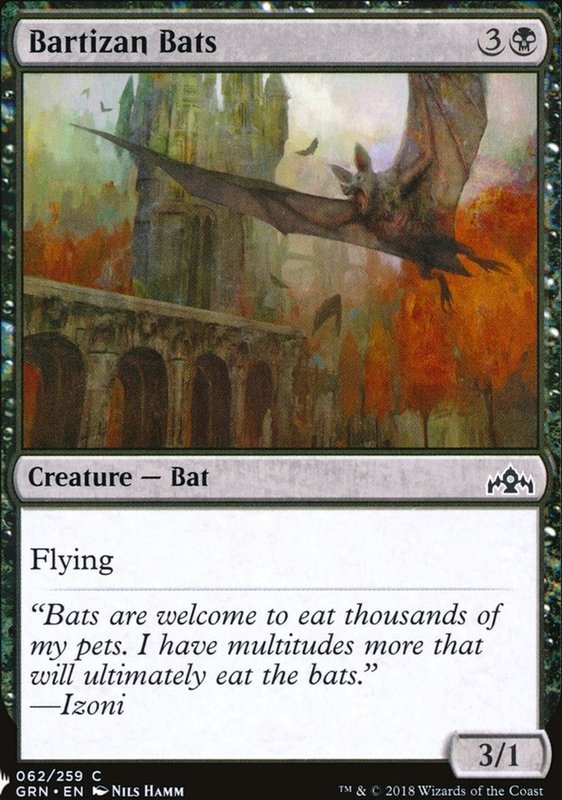 Bartizan Bats 3
Creature — Bat
Flying
“Bats are welcome to eat thousands of
my pets. I have multitudes more that
will ultimately eat the bats.”
—Izoni
3/1
062/259 C
GRN • EN Nils Hamm
™ & © 2018 Wizards of the Coast